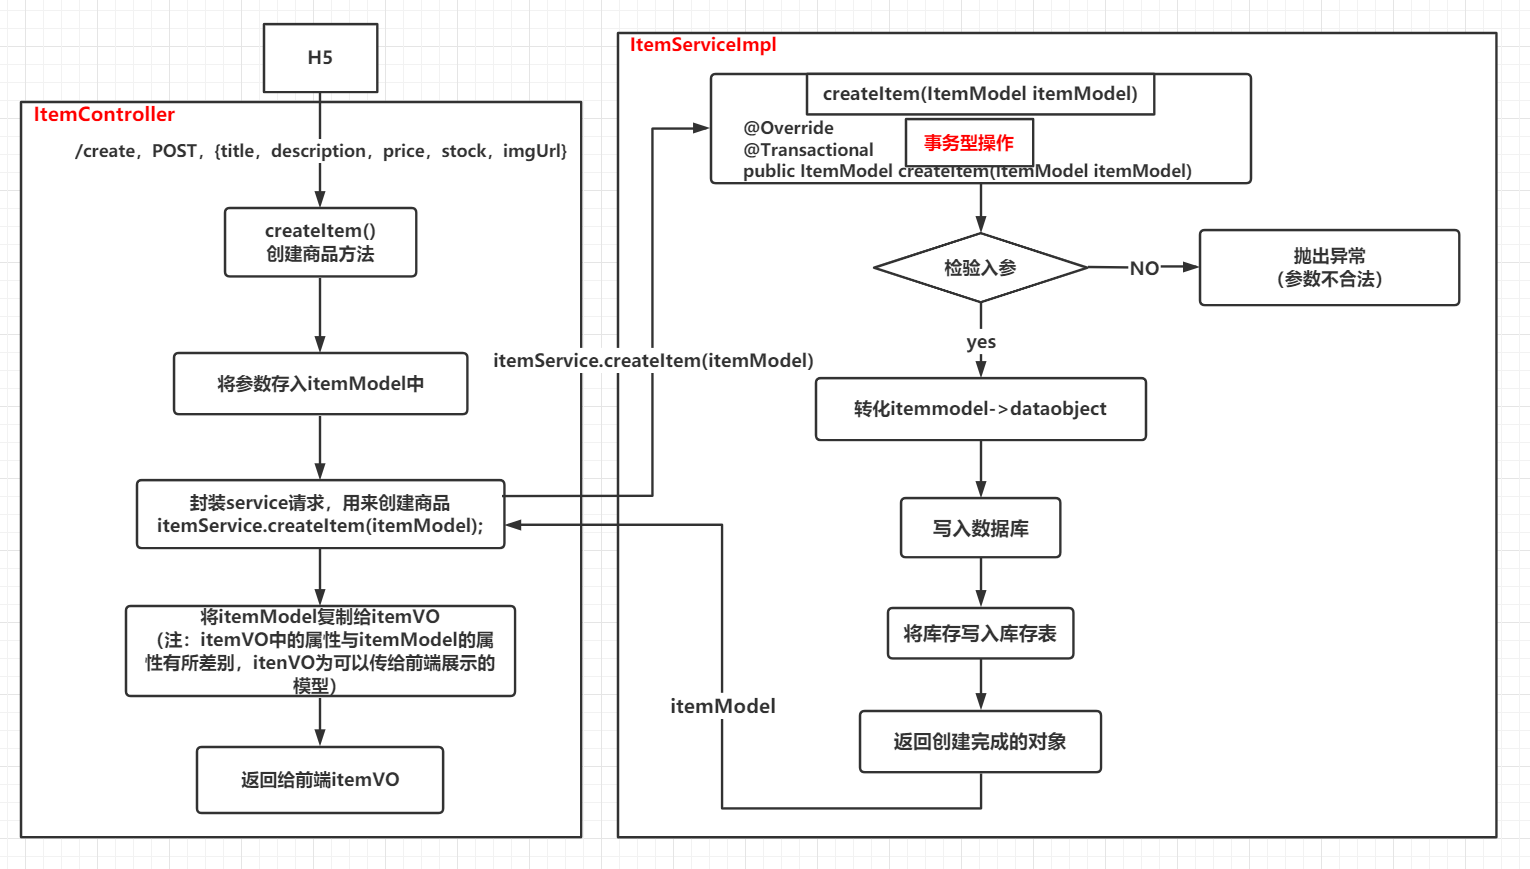 H5
ItemController
/create，POST，{title，description，price，stock，imgUrl}
createItem()
创建商品方法
将参数存入itemModel中
封装service请求，用来创建商品
itemService.createItem(itemModel);
将itemModel复制给itemVO
（注：itemVO中的属性与itemModel的属
性有所差别，itenVO为可以传给前端展示的
模型）
返回给前端itemVO
itemService.createItem(itemModel)
itemModel
ItemServiceImpl
createItem(ItemModel itemModel)
@Override
@Transactional
事务型操作
public ItemModel createItem(ItemModel itemModel)
检验入参
NO
抛出异常
（参数不合法）
yes
转化itemmodel->dataobject
写入数据库
将库存写入库存表
返回创建完成的对象